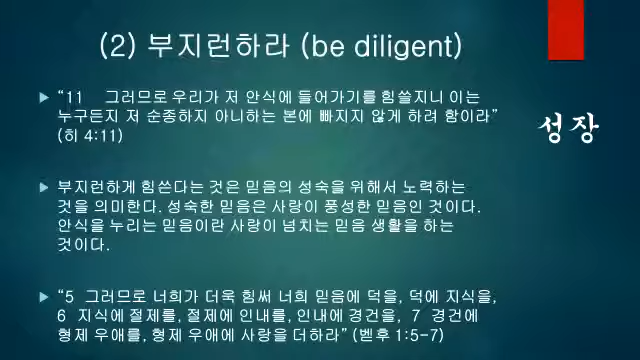 (2) 부지런하라 (be diligent)
▶ “11 그러므로 우리가 저 안식에 들어가기를 힘쓸지니 이는
누구든지 저 순종하지 아니하는 본에 빠지지 않게 하려 함이라”
(히 4:11)
성장
▶ 부지런하게 힘쓴다는 것은 믿음의 성숙을 위해서 노력하는
것을 의미한다. 성숙한 믿음은 사랑이 풍성한 믿음인 것이다.
안식을 누리는 믿음이란 사랑이 넘치는 믿음 생활을 하는
것이다.
▶ “5 그러므로 너희가 더욱 힘써 너희 믿음에 덕을, 덕에 지식을,
6 지식에 절제를, 절제에 인내를, 인내에 경건을, 7 경건에
형제 우애를, 형제 우애에 사랑을 더하라” (벧후 1:5-7)